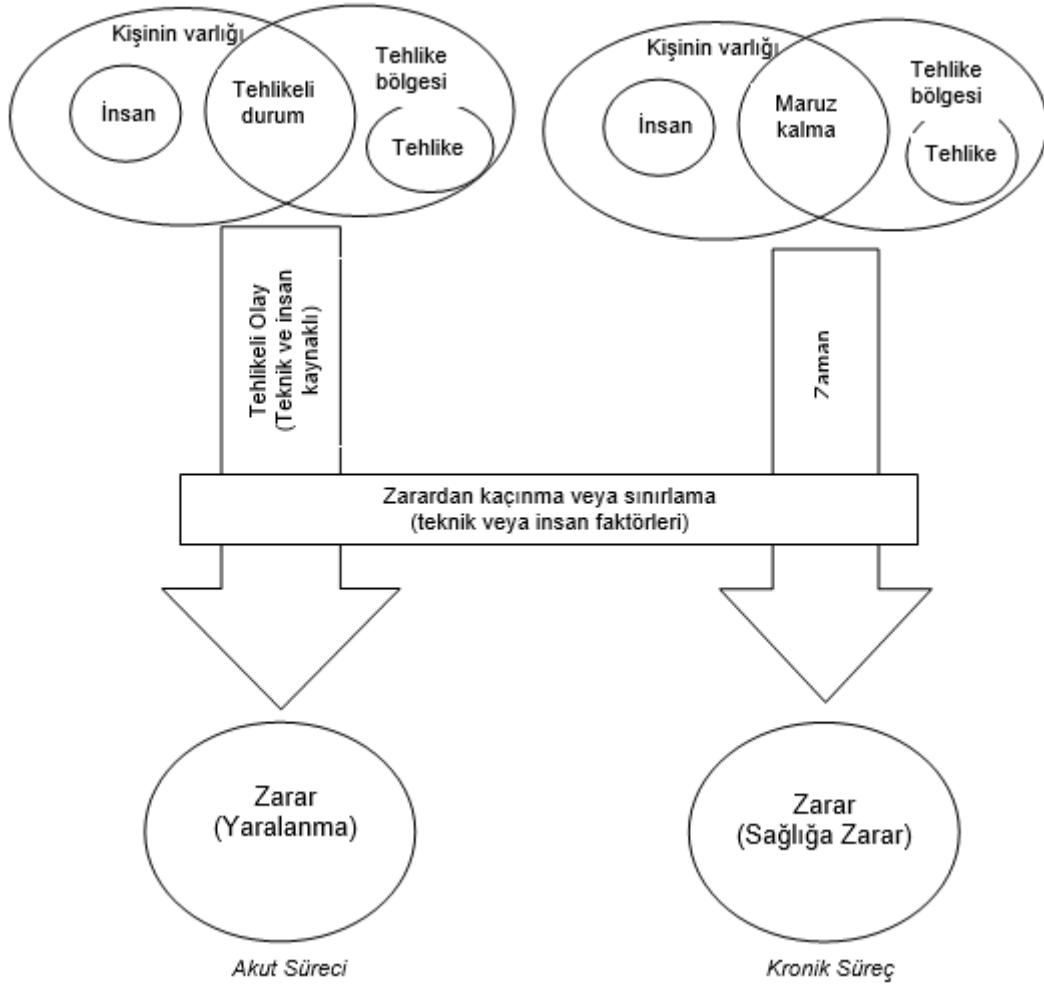 Kişinin varlığı
İnsan
Tehlikeli
durum
Tehlike
bölgesi
Tehlike
Kişinin varlığı
İnsan
Maruz
kalma
Tehlike
bölgesi
Tehlike
Tehlikeli Olay
(Teknik ve insan
kaynaklı)
Zaman
Zarardan kaçınma veya sınırlama
(teknik veya insan faktörleri)
Zarar
(Yaralanma)
Zarar
(Sağlığa Zarar)
Akut Süreci
Kronik Süreç